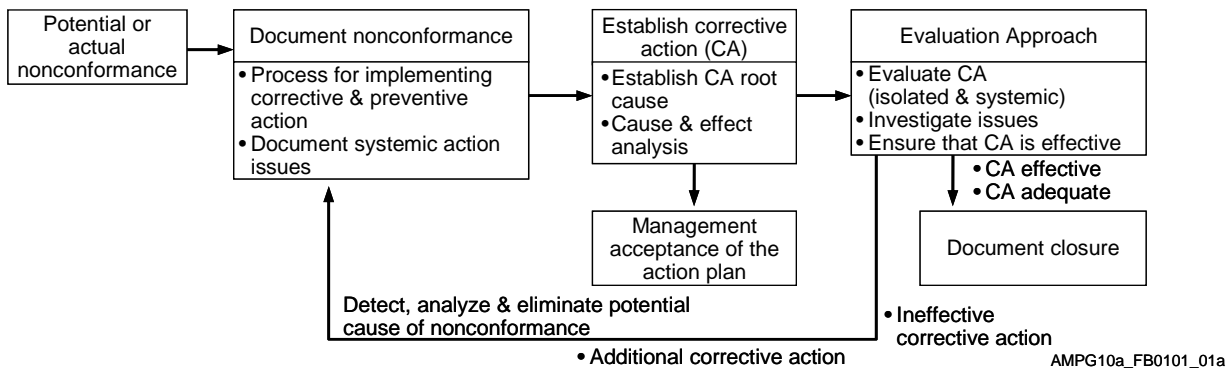 Potential or
actual
nonconformance
Document nonconformance
• Process for implementing
corrective & preventive
action
• Document systemic action
issues
Establish corrective
action (CA)
• Establish CA root
cause
• Cause & effect
analysis
Evaluation Approach
• Evaluate CA
(isolated & systemic)
• Investigate issues
• Ensure that CA is effective
• CA effective
• CA adequate
Management
acceptance of the
action plan
Document closure
Detect, analyze & eliminate potential
cause of nonconformance
• Ineffective
corrective action
• Additional corrective action
AMPG10a_FB0101_01a